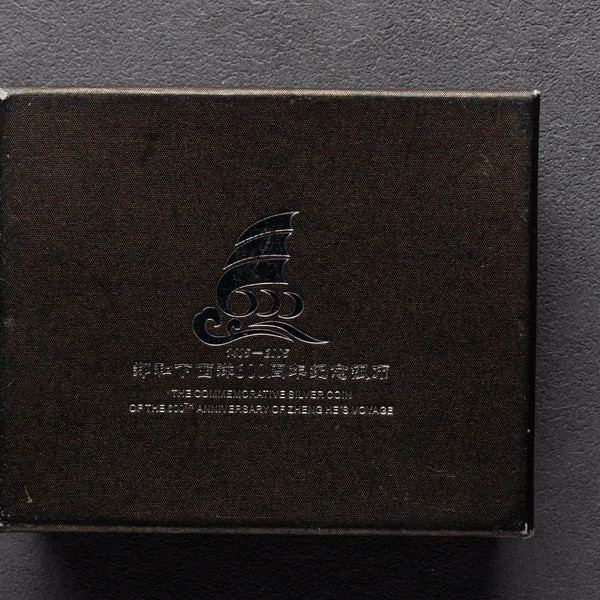 600
1405—2005
郑和下西洋600周年纪念银币
THE COMMEMORATIVE SILVER COIN
OF THE 600TH ANNIVERSARY OF ZHENG HE'S VOYAGE